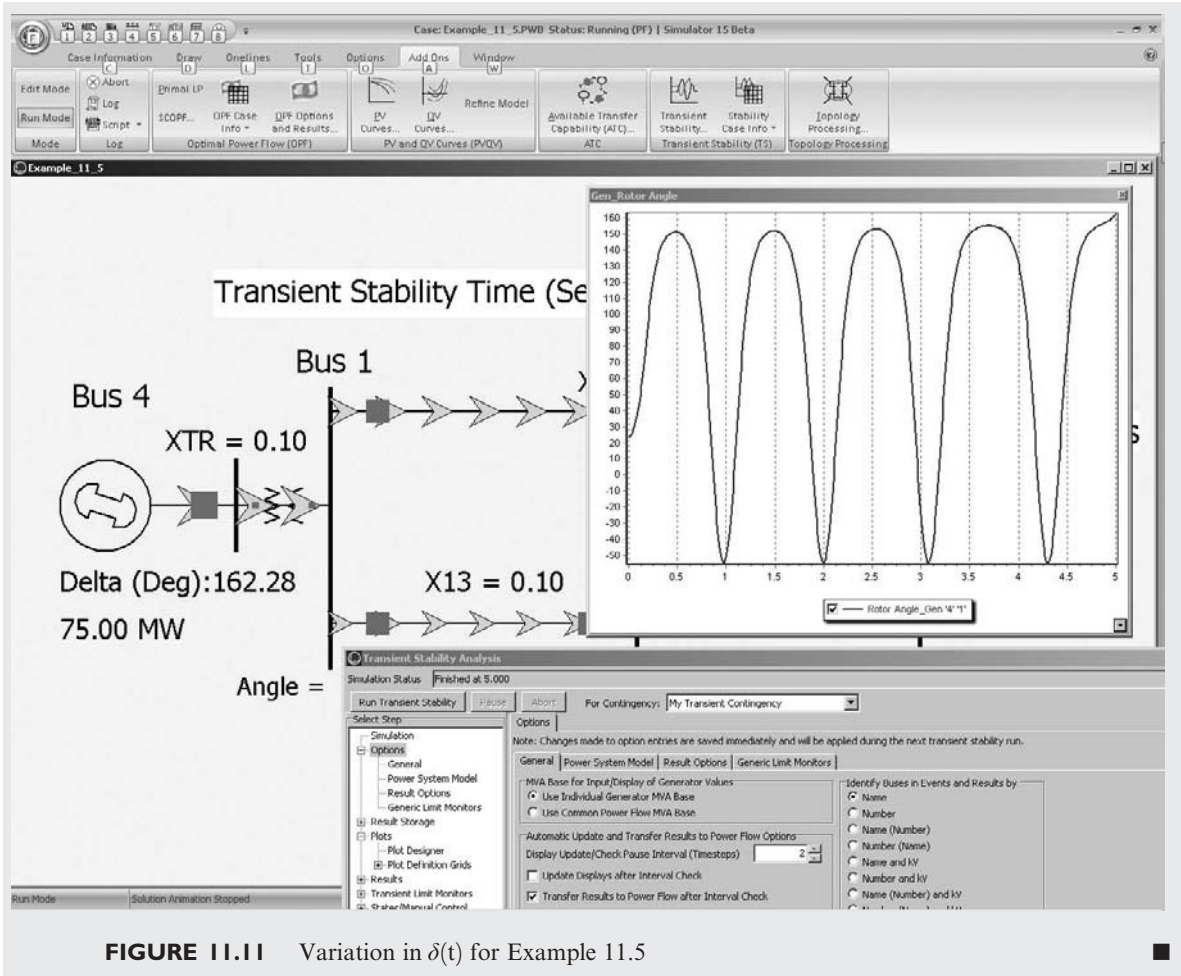 Case: Example_11_5.PWB Status: Running (PF) | Simulator 15 Beta
1 2 3 4 5 6 7 8
Case Information Draw Onelines Tools Options Add Ons Window
C D L T O A W
Edit Mode
Run Mode
Mode
Abort
Log
Script
Log
Primal LP
SCOPF...
OPF Case Info
OPF Options and Results...
Optimal Power Flow (OPF)
PV Curves...
QV Curves...
Refine Model
PV and QV Curves (PVQV)
Available Transfer Capability (ATC)...
ATC
Transient Stability...
Stability Case Info
Transient Stability (TS)
Topology Processing...
Topology Processing
Example_11_5
Transient Stability Time (Se
Bus 1
Bus 4
XTR = 0.10
X
s
Delta (Deg):162.28
X13 = 0.10
75.00 MW
Angle =
Gen_Rotor Angle
160
150
140
130
120
110
100
90
80
70
60
50
40
30
20
10
0
-10
-20
-30
-40
-50
0 0.5 1 1.5 2 2.5 3 3.5 4 4.5 5
Rotor Angle_Gen '4' '1'
Transient Stability Analysis
Simulation Status Finished at 5.000
Run Transient Stability Pause Abort For Contingency: My Transient Contingency
Select Step
Simulation
Options
General
Power System Model
Result Options
Generic Limit Monitors
Result Storage
Plots
Plot Designer
Plot Definition Grids
Results
Transient Limit Monitors
States/Manual Control
Options
Note: Changes made to option entries are saved immediately and will be applied during the next transient stability run.
General Power System Model Result Options Generic Limit Monitors
MVA Base for Input/Display of Generator Values
Use Individual Generator MVA Base
Use Common Power Flow MVA Base
Automatic Update and Transfer Results to Power Flow Options
Display Update/Check Pause Interval (Timesteps) 2
Update Displays after Interval Check
Transfer Results to Power Flow after Interval Check
Identify Buses in Events and Results by
Name
Number
Name (Number)
Number (Name)
Name and kV
Number and kV
Name (Number) and kV
Run Mode Solution Animation Stopped
FIGURE 11.11 Variation in δ(t) for Example 11.5